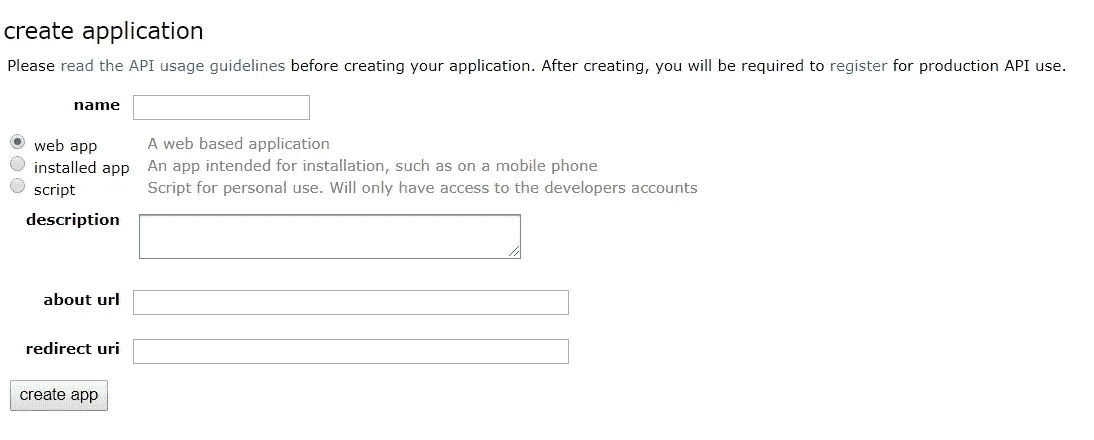 create application
Please read the API usage guidelines before creating your application. After creating, you will be required to register for production API use.
name
web app A web based application
installed app An app intended for installation, such as on a mobile phone
script Script for personal use. Will only have access to the developers accounts
description
about url
redirect uri
create app